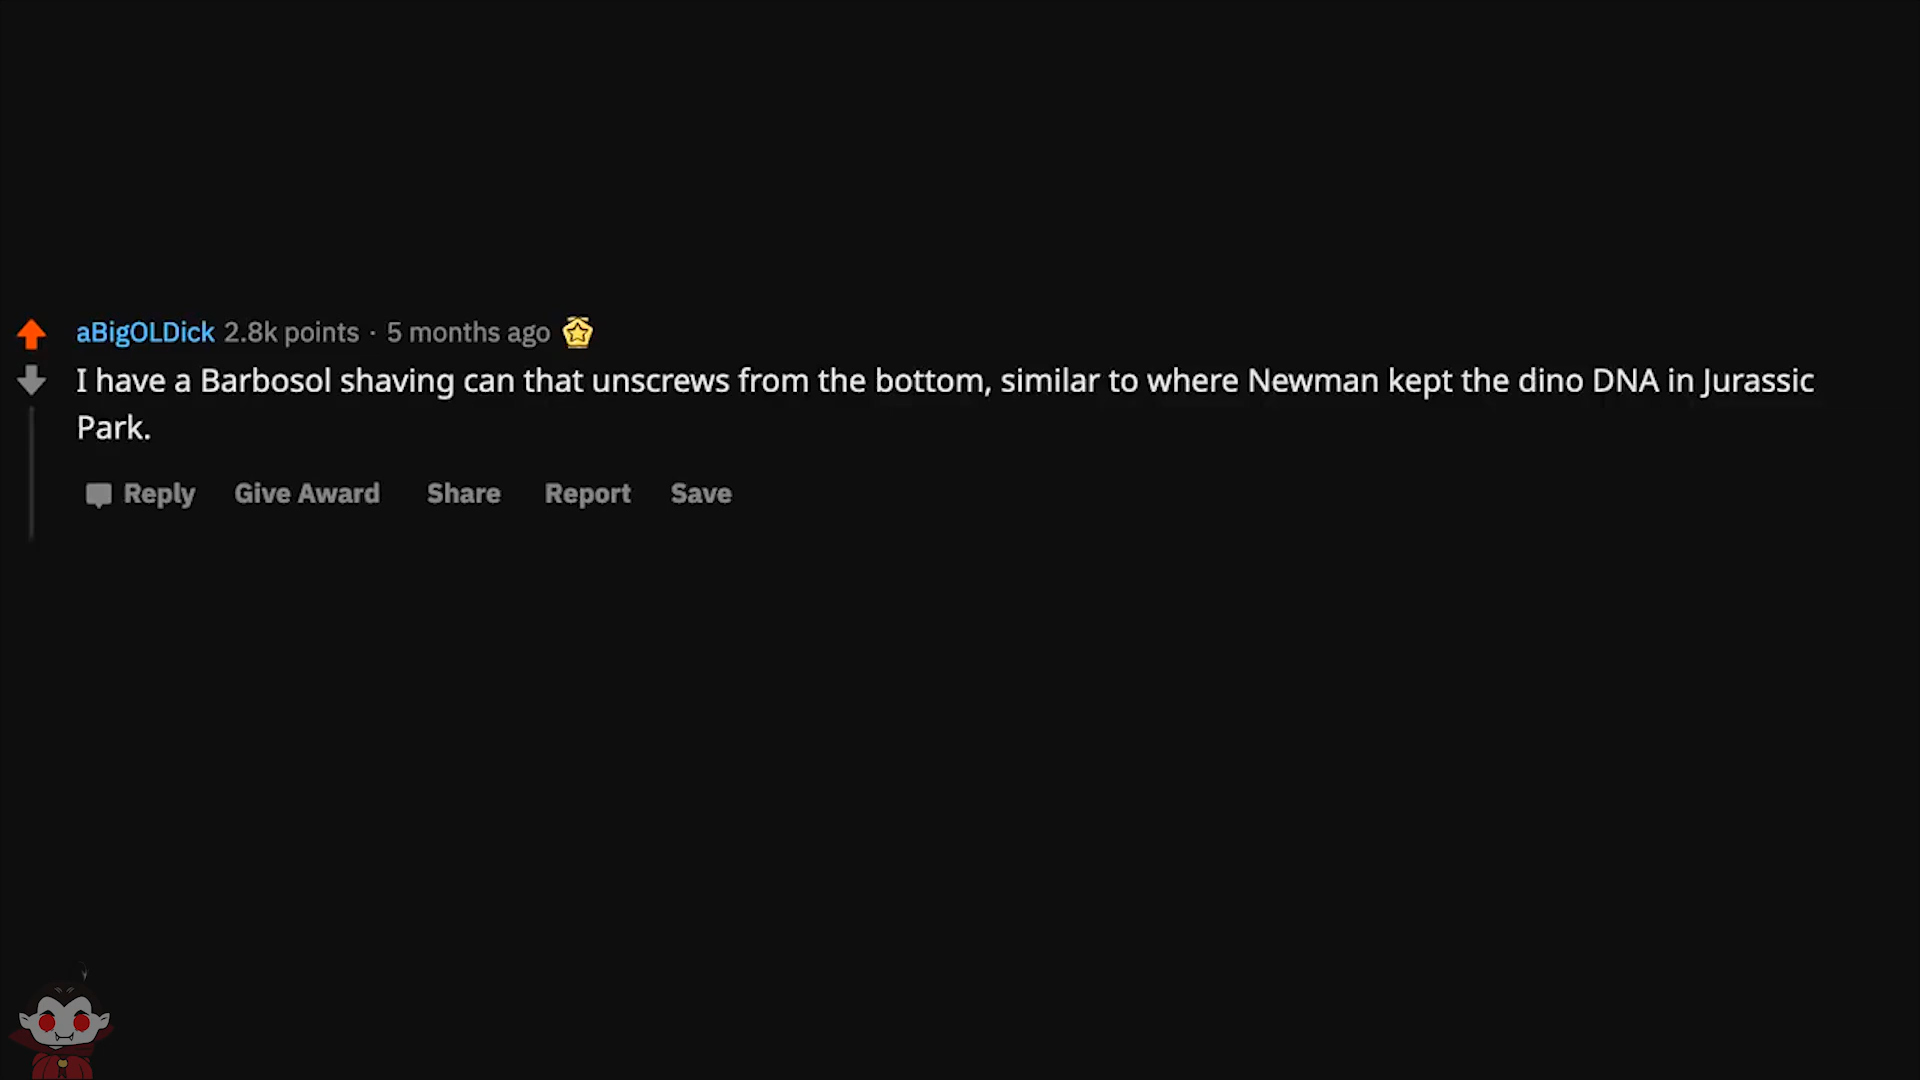 aBigOLDick 2.8k points · 5 months ago
I have a Barbosol shaving can that unscrews from the bottom, similar to where Newman kept the dino DNA in Jurassic
Park.
Reply Give Award Share Report Save